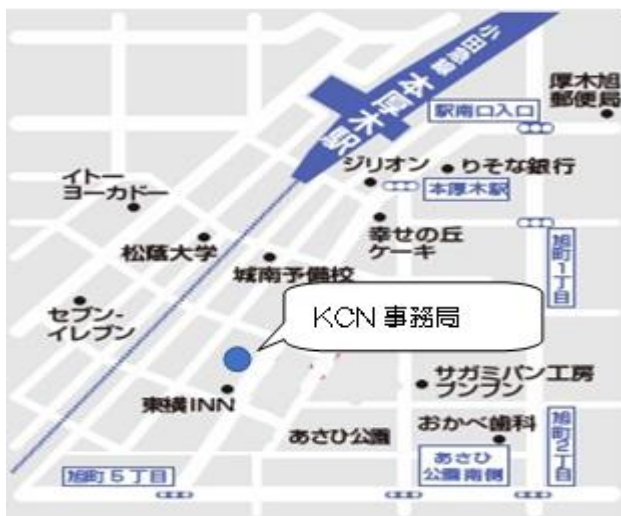 小田急線
本厚木駅
厚木旭
郵便局
駅南口入口
ジリオン
りそな銀行
本厚木駅
イトー
ヨーカドー
幸せの丘
ケーキ
松蔭大学
城南予備校
旭町1丁目
セブン-
イレブン
KCN 事務局
サガミパン工房
ブンブン
東横INN
あさひ公園
おかべ歯科
旭町2丁目
あさひ
公園南側
旭町5丁目